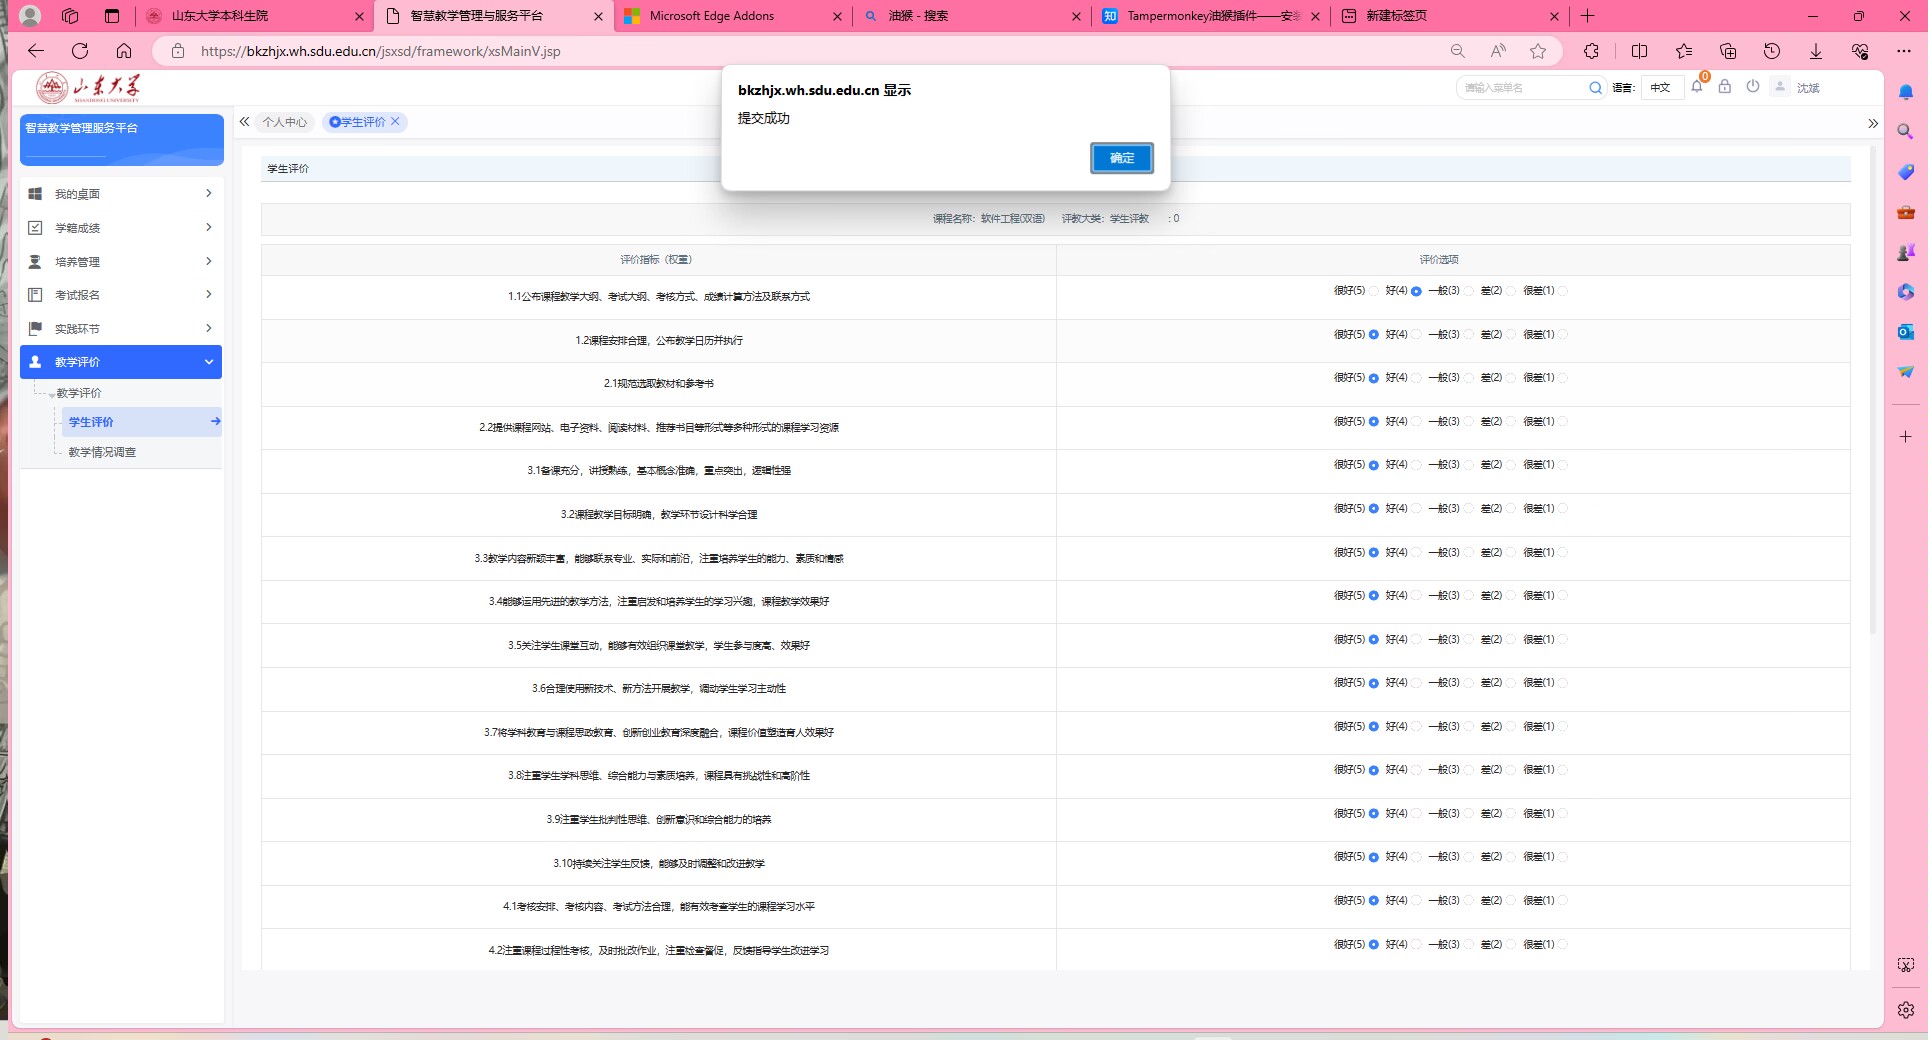 山东大学本科生院
智慧教学管理与服务平台
Microsoft Edge Addons
油猴 - 搜索
知
Tampermonkey油猴插件——安装
新建标签页
https://bkzhjx.wh.sdu.edu.cn/jsxsd/framework/xsMainV.jsp
山东大学
SHANDONG UNIVERSITY
bkzhjx.wh.sdu.edu.cn 显示
提交成功
确定
请输入菜单名
语言:
中文
0
沈斌
智慧教学管理服务平台
个人中心
学生评价
我的桌面
学籍成绩
培养管理
考试报名
实践环节
教学评价
教学评价
学生评价
教学情况调查
学生评价
课程名称：软件工程(双语) 评教大类：学生评教 : 0
评价指标（权重） 评价选项
1.1公布课程教学大纲、考试大纲、考核方式、成绩计算方法及联系方式 很好(5) 好(4) 一般(3) 差(2) 很差(1)
1.2课程安排合理，公布教学日历并执行 很好(5) 好(4) 一般(3) 差(2) 很差(1)
2.1规范选取教材和参考书 很好(5) 好(4) 一般(3) 差(2) 很差(1)
2.2提供课程网站、电子资料、阅读材料、推荐书目等形式等多种形式的课程学习资源 很好(5) 好(4) 一般(3) 差(2) 很差(1)
3.1备课充分，讲授熟练，基本概念准确，重点突出，逻辑性强 很好(5) 好(4) 一般(3) 差(2) 很差(1)
3.2课程教学目标明确，教学环节设计科学合理 很好(5) 好(4) 一般(3) 差(2) 很差(1)
3.3教学内容新颖丰富，能够联系专业、实际和前沿，注重培养学生的能力、素质和情感 很好(5) 好(4) 一般(3) 差(2) 很差(1)
3.4能够运用先进的教学方法，注重启发和培养学生的学习兴趣，课程教学效果好 很好(5) 好(4) 一般(3) 差(2) 很差(1)
3.5关注学生课堂互动，能够有效组织课堂教学，学生参与度高、效果好 很好(5) 好(4) 一般(3) 差(2) 很差(1)
3.6合理使用新技术、新方法开展教学，调动学生学习主动性 很好(5) 好(4) 一般(3) 差(2) 很差(1)
3.7将学科教育与课程思政教育、创新创业教育深度融合，课程价值塑造育人效果好 很好(5) 好(4) 一般(3) 差(2) 很差(1)
3.8注重学生学科思维、综合能力与素质培养，课程具有挑战性和高阶性 很好(5) 好(4) 一般(3) 差(2) 很差(1)
3.9注重学生批判性思维、创新意识和综合能力的培养 很好(5) 好(4) 一般(3) 差(2) 很差(1)
3.10持续关注学生反馈，能够及时调整和改进教学 很好(5) 好(4) 一般(3) 差(2) 很差(1)
4.1考核安排、考核内容、考试方法合理，能有效考查学生的课程学习水平 很好(5) 好(4) 一般(3) 差(2) 很差(1)
4.2注重课程过程性考核，及时批改作业，注重检查督促，反馈指导学生改进学习 很好(5) 好(4) 一般(3) 差(2) 很差(1)